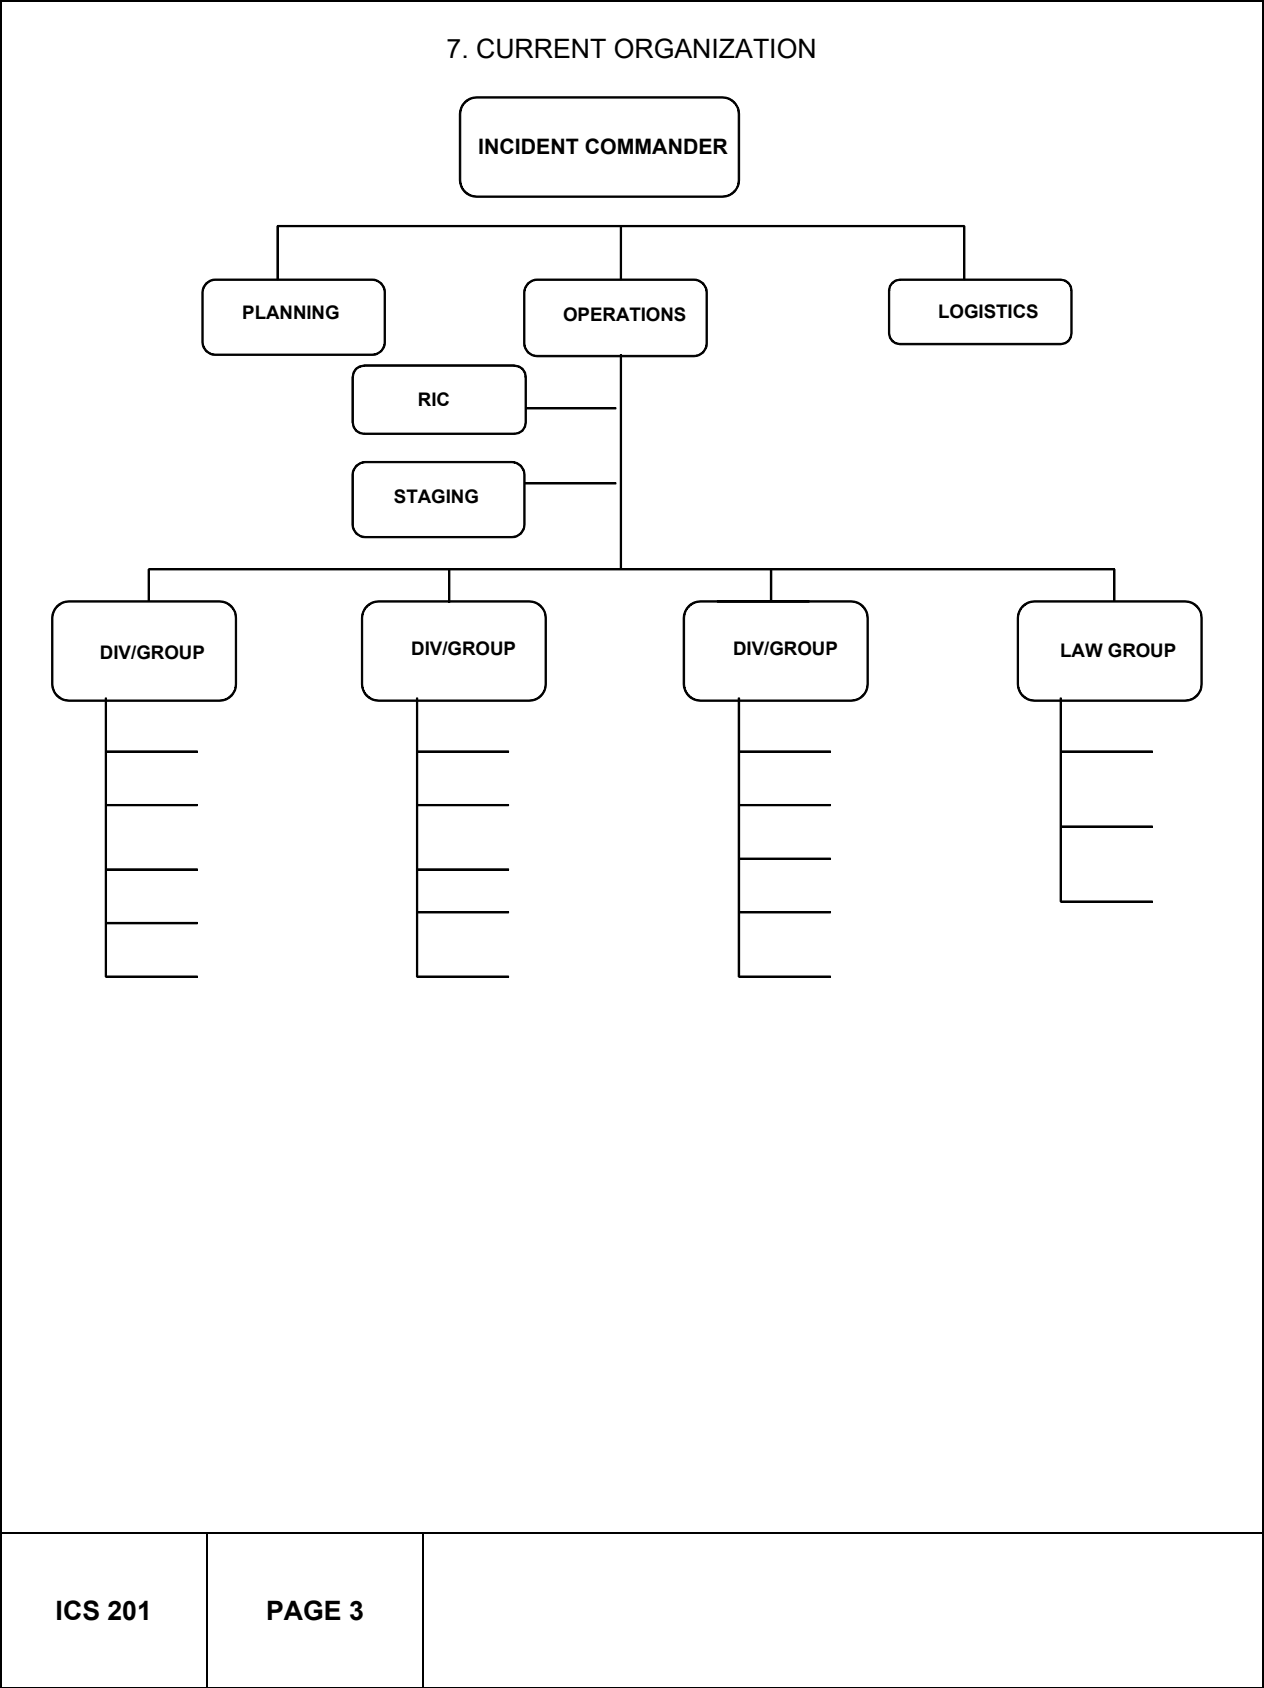 7. CURRENT ORGANIZATION
INCIDENT COMMANDER
PLANNING
OPERATIONS
LOGISTICS
RIC
STAGING
DIV/GROUP
DIV/GROUP
DIV/GROUP
LAW GROUP
ICS 201
PAGE 3